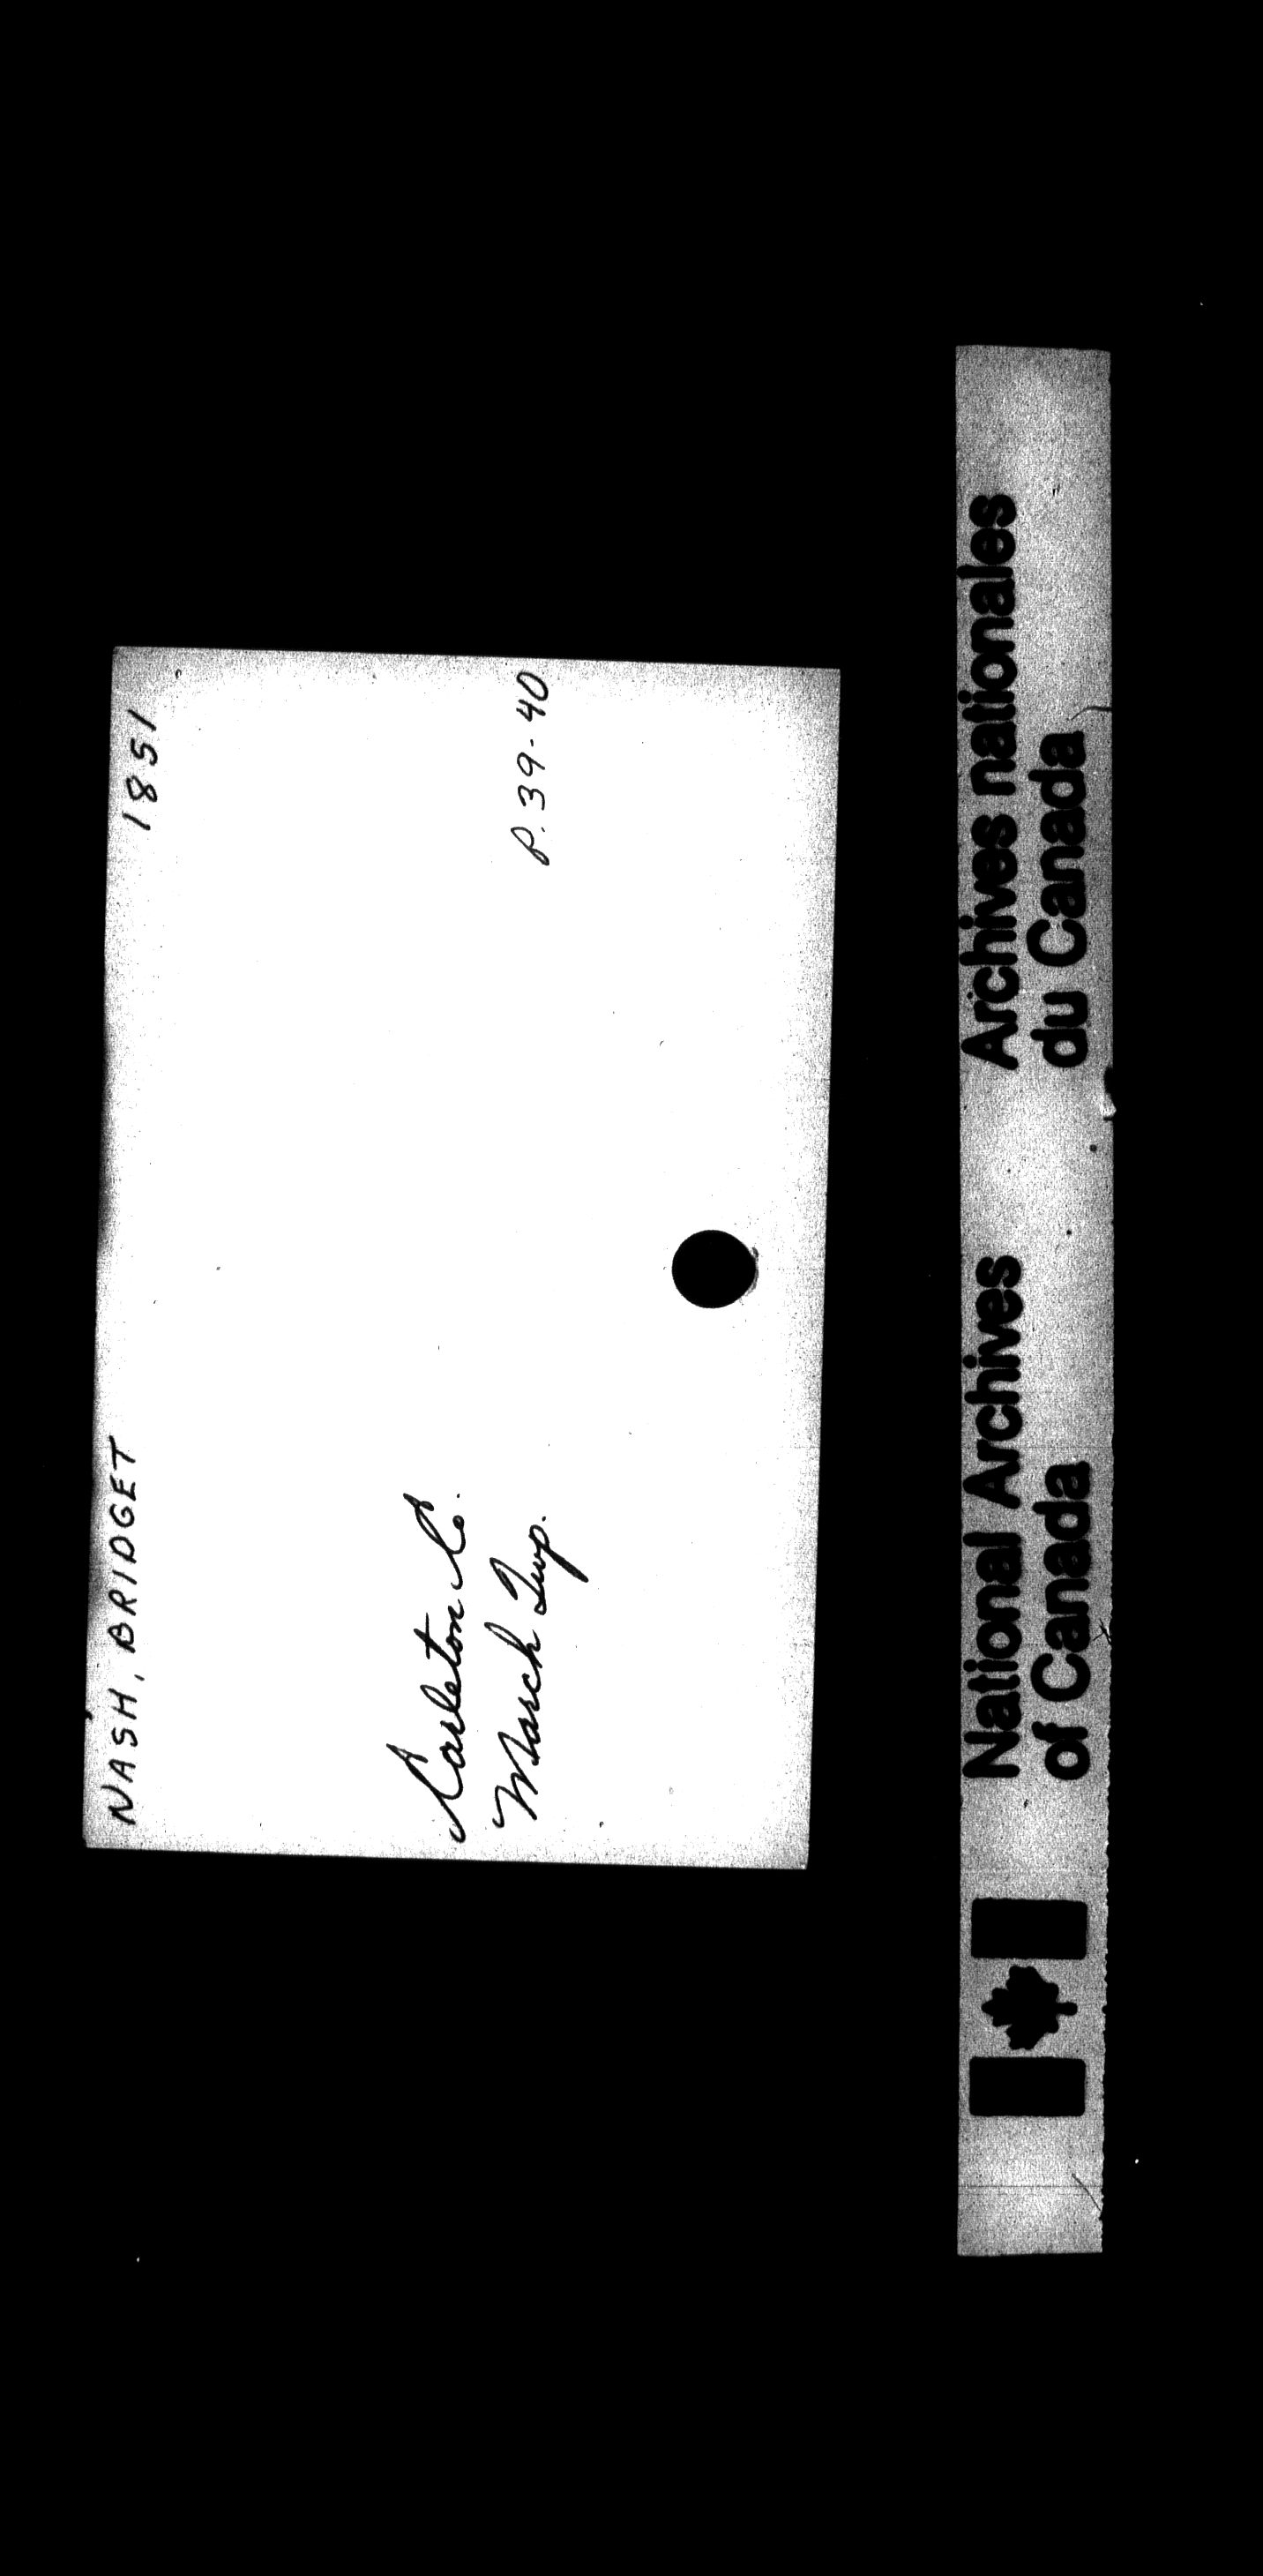 NASH, BRIDGET 1851
Carleton Co.
March Twp. P. 39-40
National Archives of Canada
Archives nationales du Canada